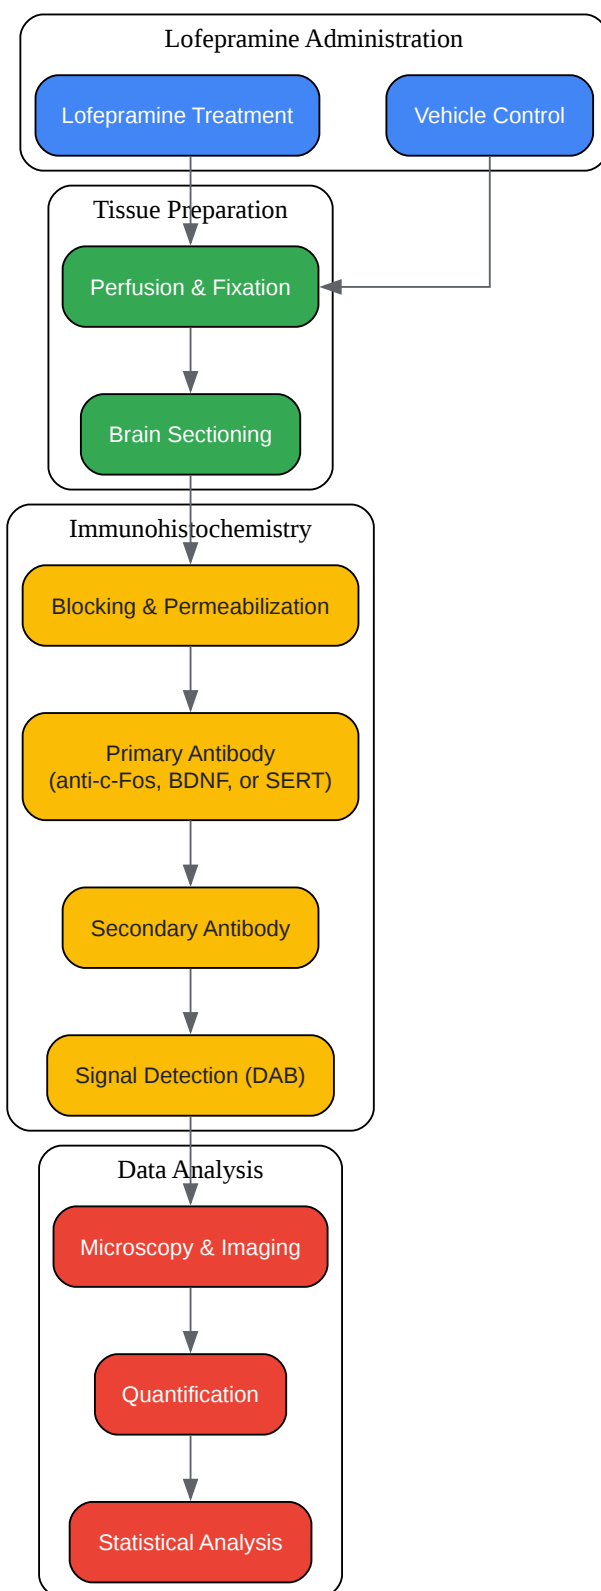 Lofepramine Administration
Lofepramine Treatment
Vehicle Control
Tissue Preparation
Perfusion & Fixation
Brain Sectioning
Immunohistochemistry
Blocking & Permeabilization
Primary Antibody
(anti-c-Fos, BDNF, or SERT)
Secondary Antibody
Signal Detection (DAB)
Data Analysis
Microscopy & Imaging
Quantification
Statistical Analysis